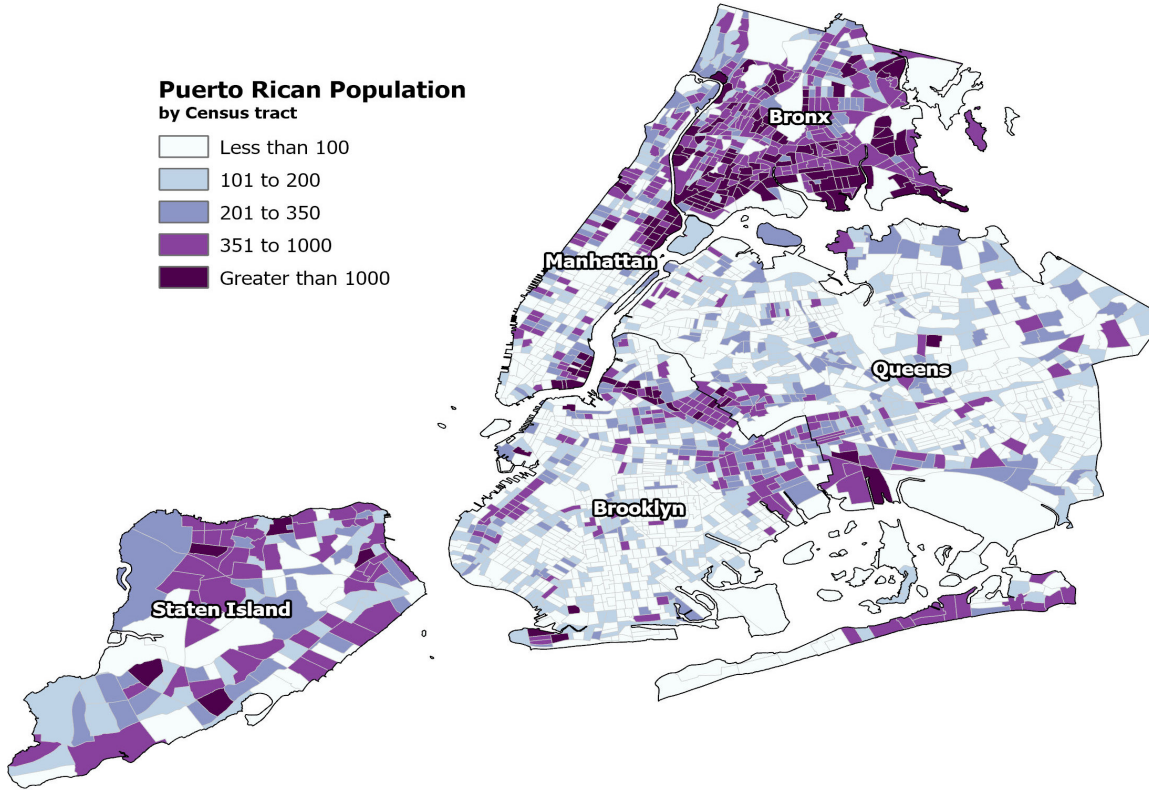 Puerto Rican Population
by Census tract
Less than 100
101 to 200
201 to 350
351 to 1000
Greater than 1000
Bronx
Manhattan
Queens
Brooklyn
Staten Island